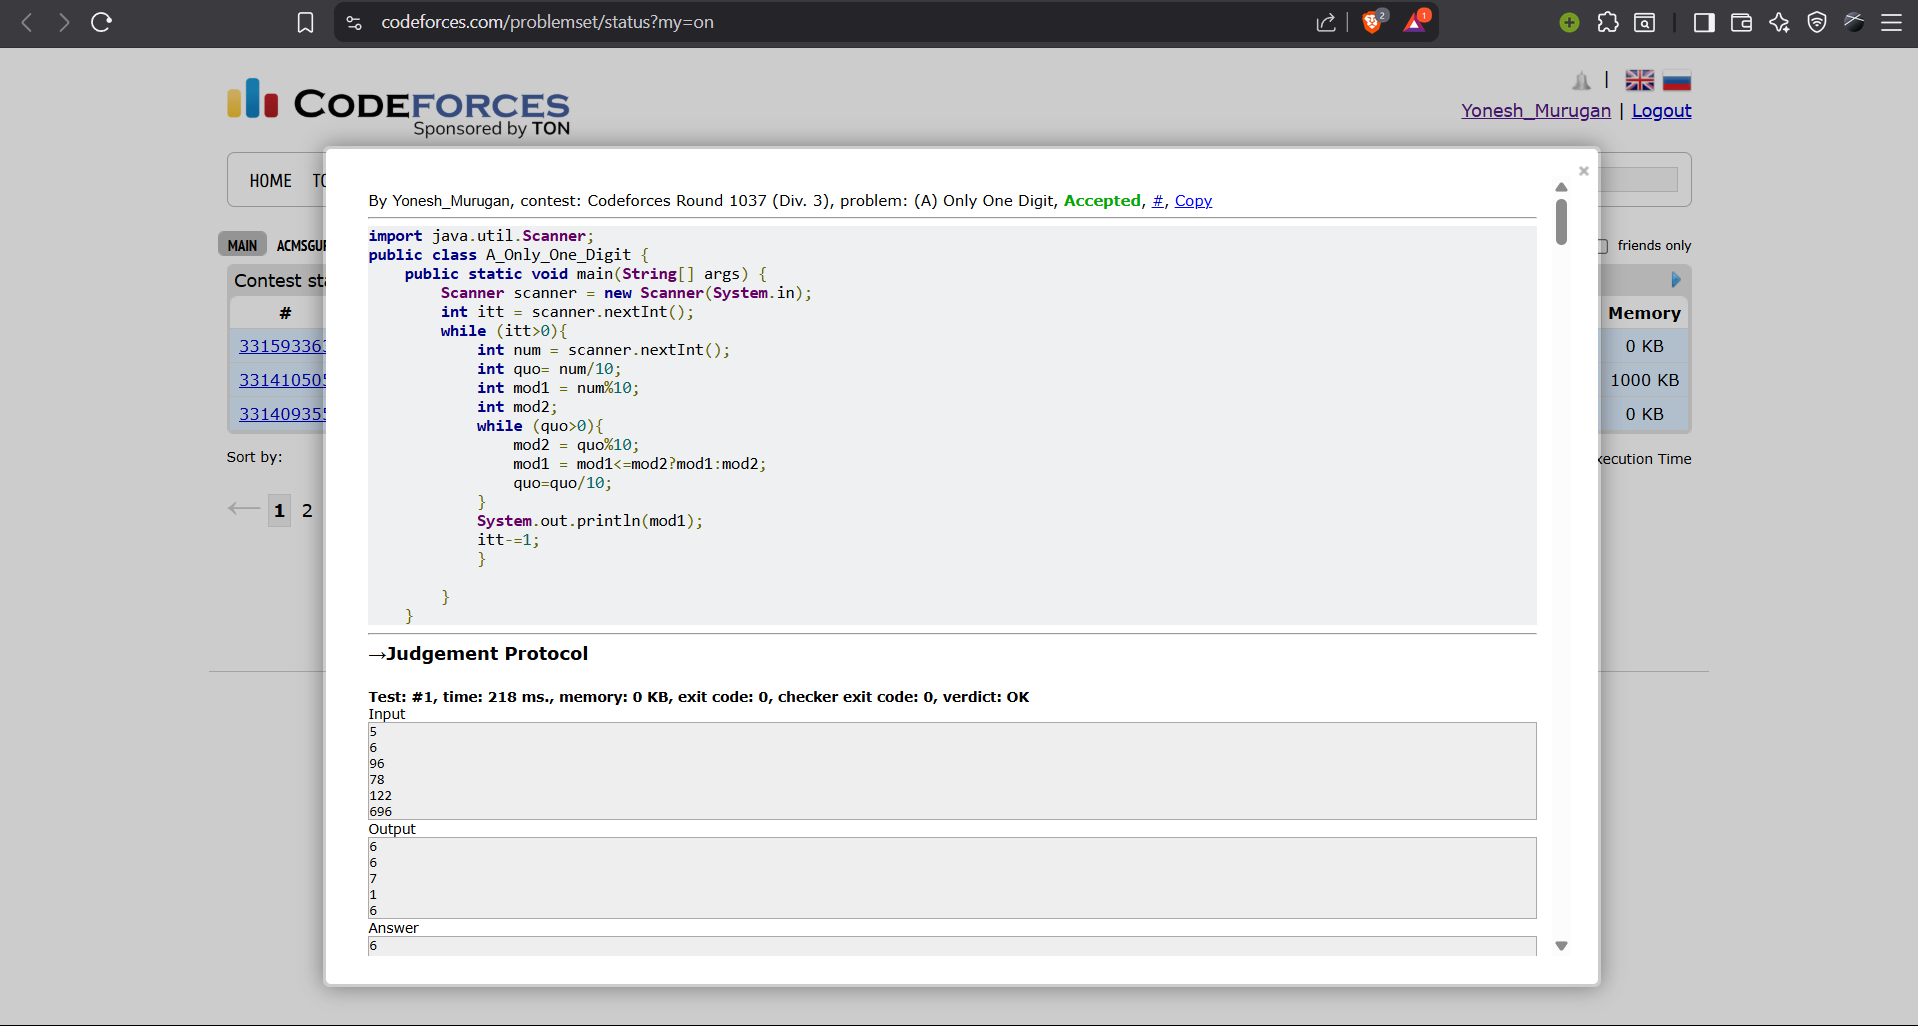 codeforces.com/problemset/status?my=on
2
1
CODEFORCES
Sponsored by TON
Yonesh_Murugan | Logout
HOME
MAIN
friends only
#
Memory
0 KB
1000 KB
0 KB
Sort by:
1 2
By Yonesh_Murugan, contest: Codeforces Round 1037 (Div. 3), problem: (A) Only One Digit, Accepted, #, Copy
import java.util.Scanner;
public class A_Only_One_Digit {
    public static void main(String[] args) {
        Scanner scanner = new Scanner(System.in);
        int itt = scanner.nextInt();
        while (itt>0){
            int num = scanner.nextInt();
            int quo= num/10;
            int mod1 = num%10;
            int mod2;
            while (quo>0){
                mod2 = quo%10;
                mod1 = mod1<=mod2?mod1:mod2;
                quo=quo/10;
            }
            System.out.println(mod1);
            itt-=1;
            }

        }
    }
→Judgement Protocol
Test: #1, time: 218 ms., memory: 0 KB, exit code: 0, checker exit code: 0, verdict: OK
Input
5
6
96
78
122
696
Output
6
6
7
1
6
Answer
6
Contest
33159336
33141050
33140935
Time